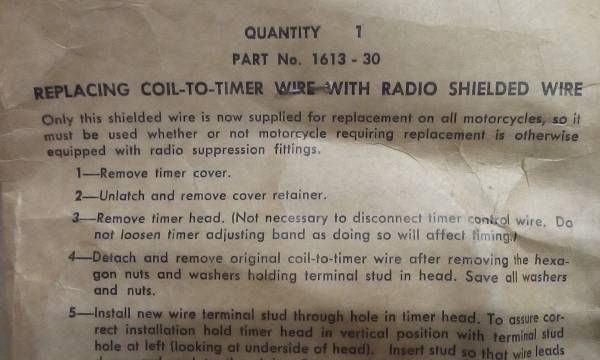 QUANTITY 1
PART No. 1613 - 30
REPLACING COIL-TO-TIMER WIRE WITH RADIO SHIELDED WIRE
Only this shielded wire is now supplied for replacement on all motorcycles, so it
must be used whether or not motorcycle requiring replacement is otherwise
equipped with radio suppression fittings.
1—Remove timer cover.
2—Unlatch and remove cover retainer.
3—Remove timer head. (Not necessary to disconnect timer control wire. Do
not loosen timer adjusting band as doing so will affect timing.)
4—Detach and remove original coil-to-timer wire after removing the hexa-
gon nuts and washers holding terminal stud in head. Save all washers
and nuts.
5—Install new wire terminal stud through hole in timer head. To assure cor-
rect installation hold timer head in vertical position with terminal stud
hole at left (looking at underside of head). Insert stud so that wire leads